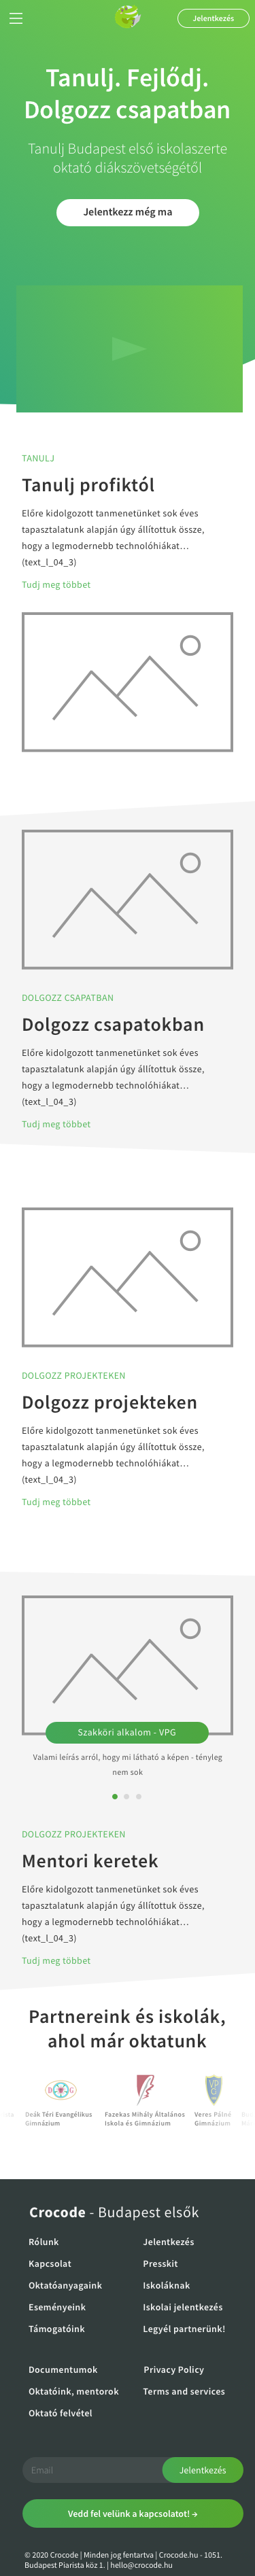 Jelentkezés
Tanulj. Fejlődj.
Dolgozz csapatban
Tanulj Budapest első iskolaszerte
oktató diákszövetségétől
Jelentkezz még ma
TANULJ
Tanulj profiktól
Előre kidolgozott tanmenetünket sok éves
tapasztalatunk alapján úgy állítottuk össze,
hogy a legmodernebb technolóhiákat…
(text_l_04_3)
Tudj meg többet
DOLGOZZ CSAPATBAN
Dolgozz csapatokban
Előre kidolgozott tanmenetünket sok éves
tapasztalatunk alapján úgy állítottuk össze,
hogy a legmodernebb technolóhiákat…
(text_l_04_3)
Tudj meg többet
DOLGOZZ PROJEKTEKEN
Dolgozz projekteken
Előre kidolgozott tanmenetünket sok éves
tapasztalatunk alapján úgy állítottuk össze,
hogy a legmodernebb technolóhiákat…
(text_l_04_3)
Tudj meg többet
Szakköri alkalom - VPG
Valami leírás arról, hogy mi látható a képen - tényleg
nem sok
DOLGOZZ PROJEKTEKEN
Mentori keretek
Előre kidolgozott tanmenetünket sok éves
tapasztalatunk alapján úgy állítottuk össze,
hogy a legmodernebb technolóhiákat…
(text_l_04_3)
Tudj meg többet
Partnereink és iskolák,
ahol már oktatunk
D G
Deák Téri Evangélikus
Gimnázium
Fazekas Mihály Általános
Iskola és Gimnázium
Veres Pálné
Gimnázium
Crocode - Budapest elsők
Rólunk
Jelentkezés
Kapcsolat
Presskit
Oktatóanyagaink
Iskoláknak
Eseményeink
Iskolai jelentkezés
Támogatóink
Legyél partnerünk!
Documentumok
Privacy Policy
Oktatóink, mentorok
Terms and services
Oktató felvétel
Email
Jelentkezés
Vedd fel velünk a kapcsolatot! →
© 2020 Crocode | Minden jog fentartva | Crocode.hu - 1051.
Budapest Piarista köz 1. | hello@crocode.hu